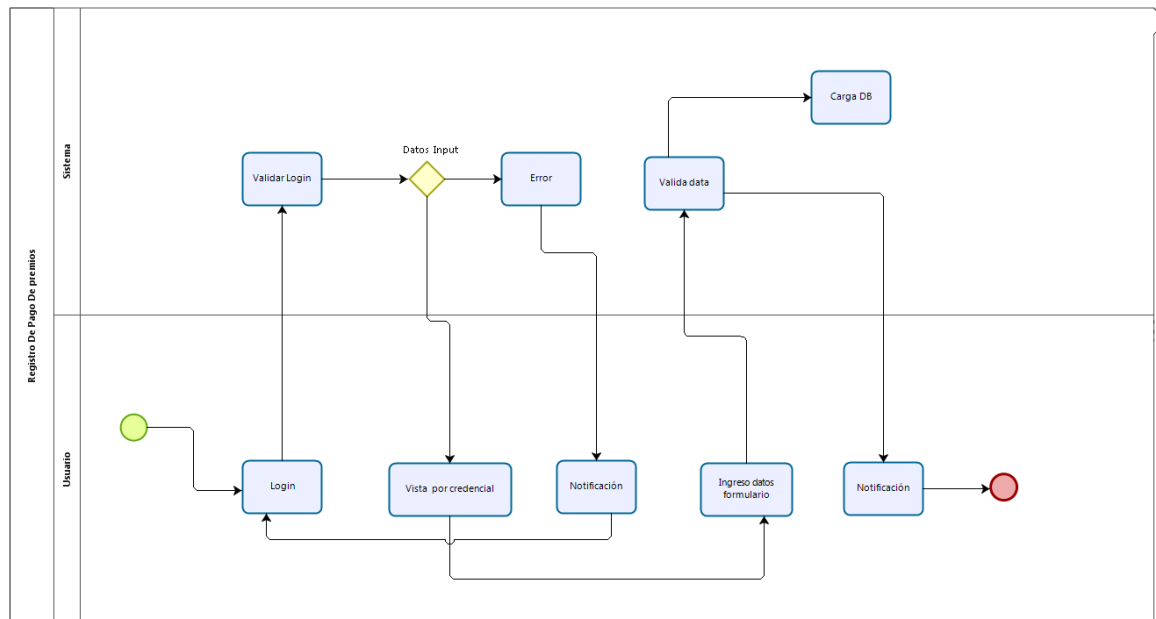 Registro De Pago De premios
Sistema
Carga DB
Datos Input
Validar Login
Error
Valida data
Usuario
Login
Vista por credencial
Notificación
Ingreso datos
formulario
Notificación